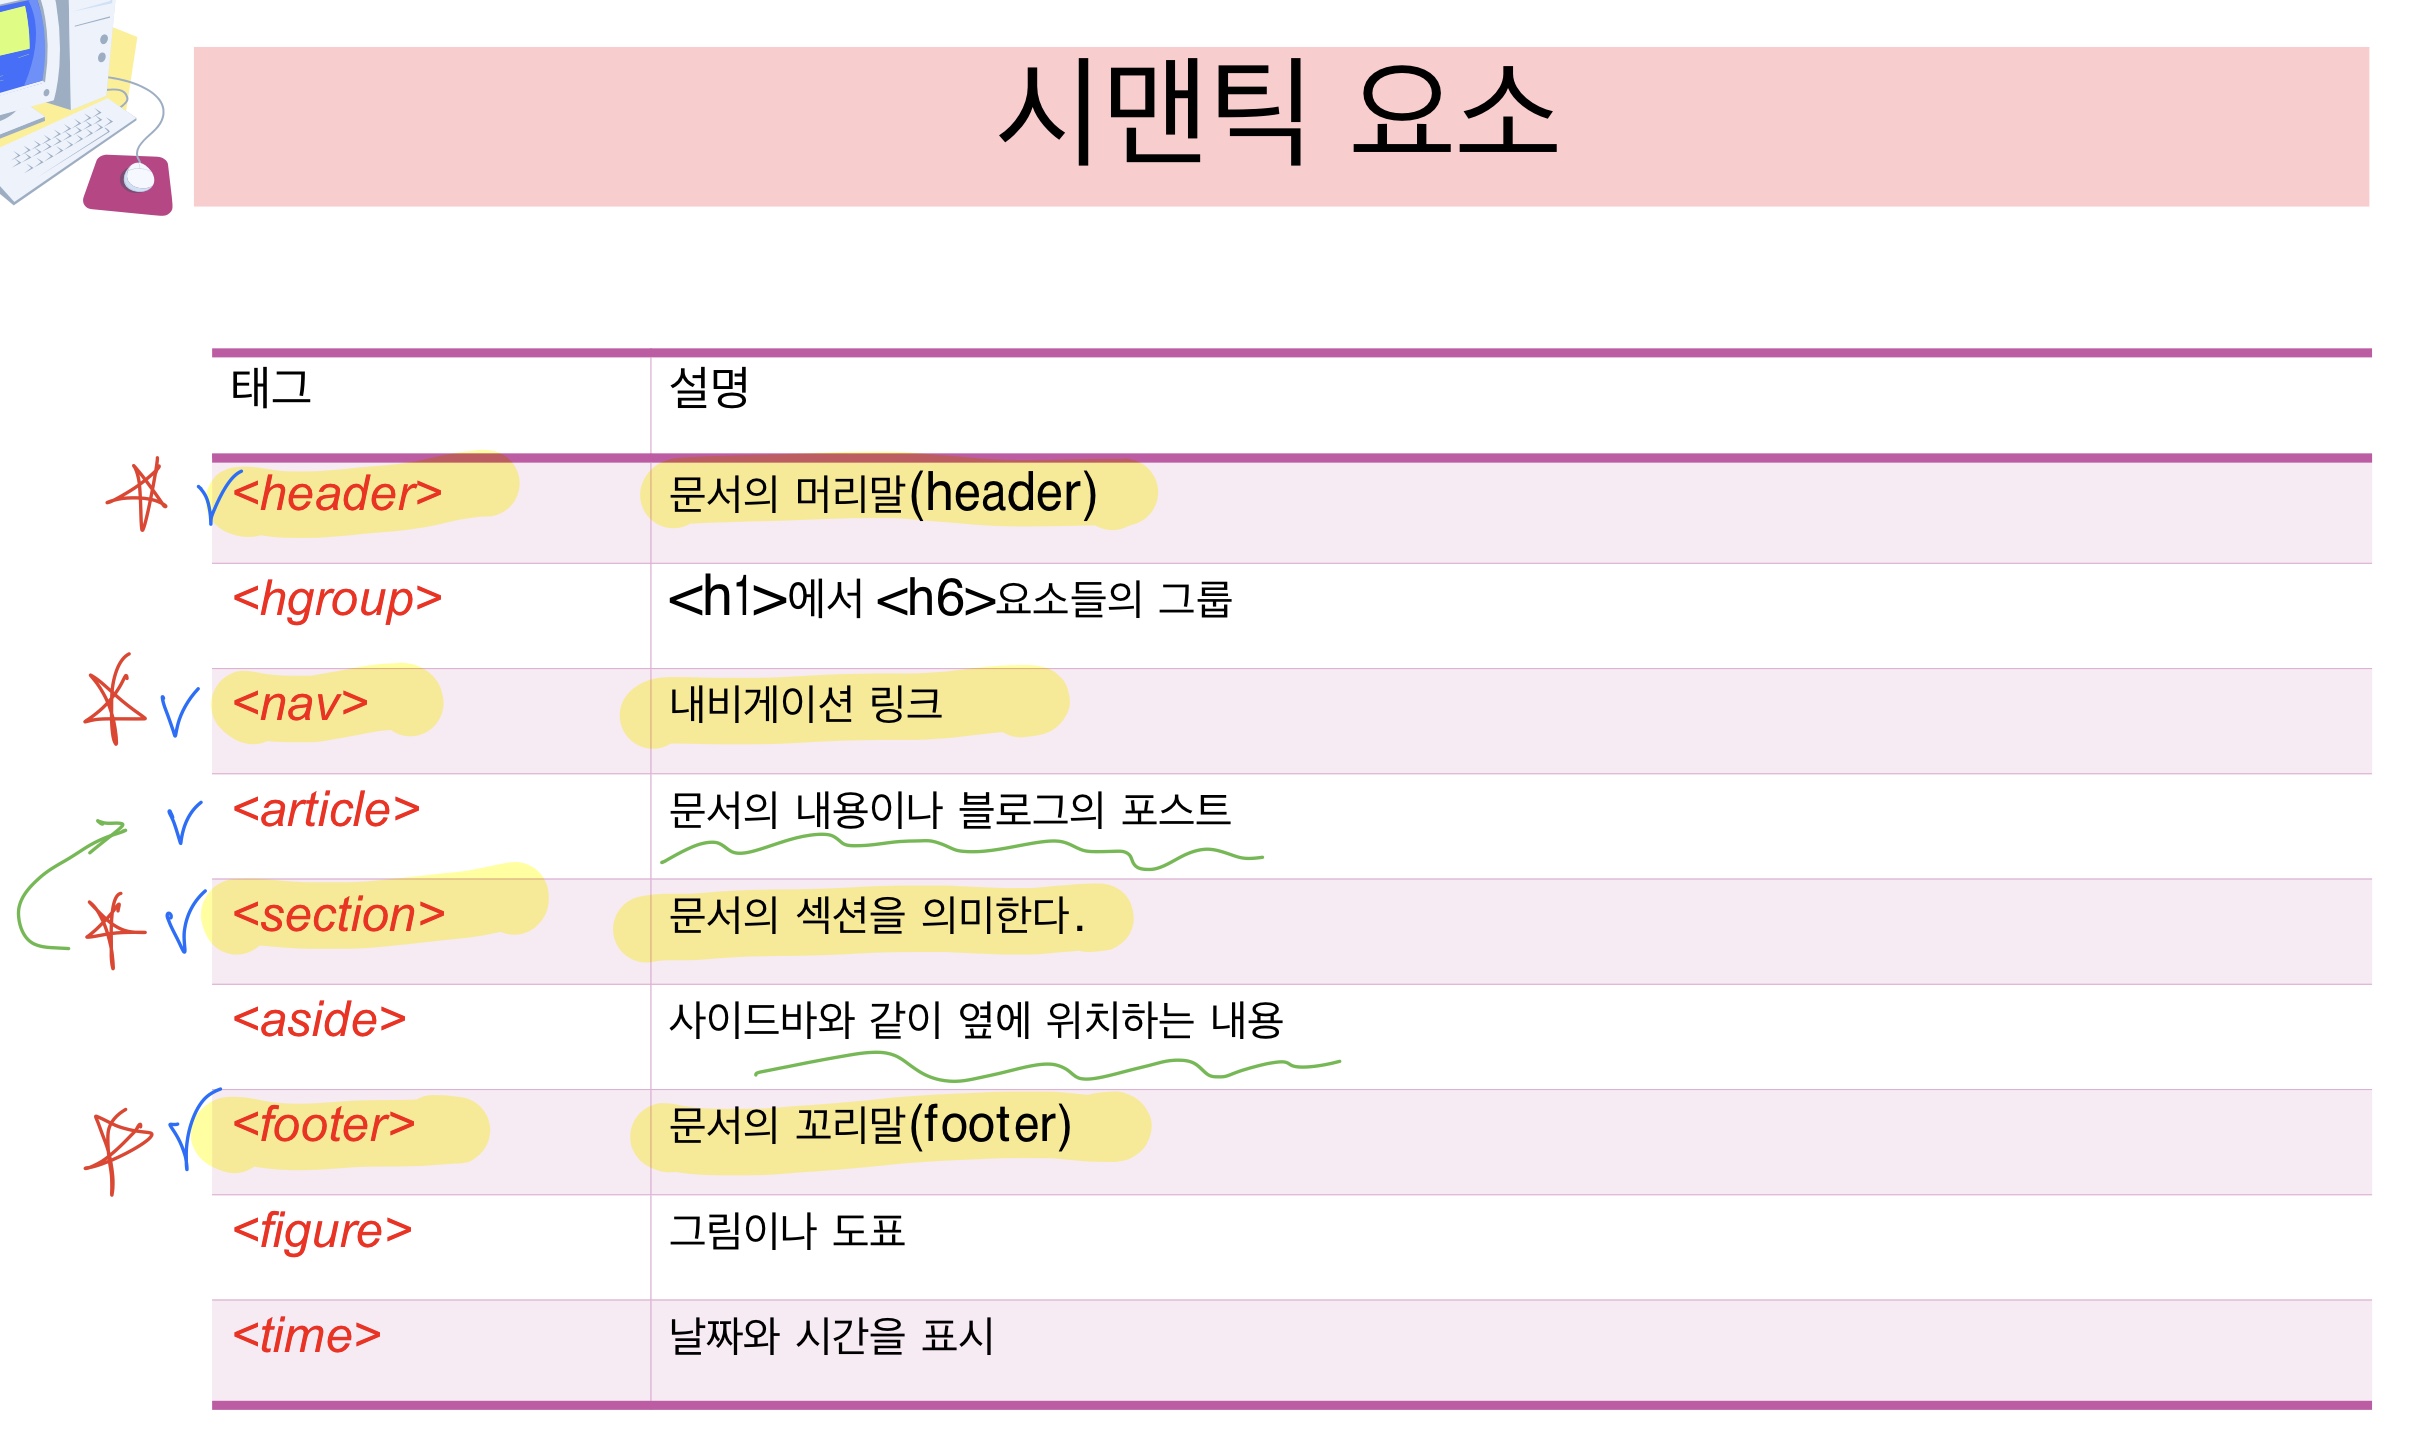 시맨틱 요소
태그 설명
<header> 문서의 머리말(header)
<hgroup> <h1>에서 <h6>요소들의 그룹
<nav> 내비게이션 링크
<article> 문서의 내용이나 블로그의 포스트
<section> 문서의 섹션을 의미한다.
<aside> 사이드바와 같이 옆에 위치하는 내용
<footer> 문서의 꼬리말(footer)
<figure> 그림이나 도표
<time> 날짜와 시간을 표시